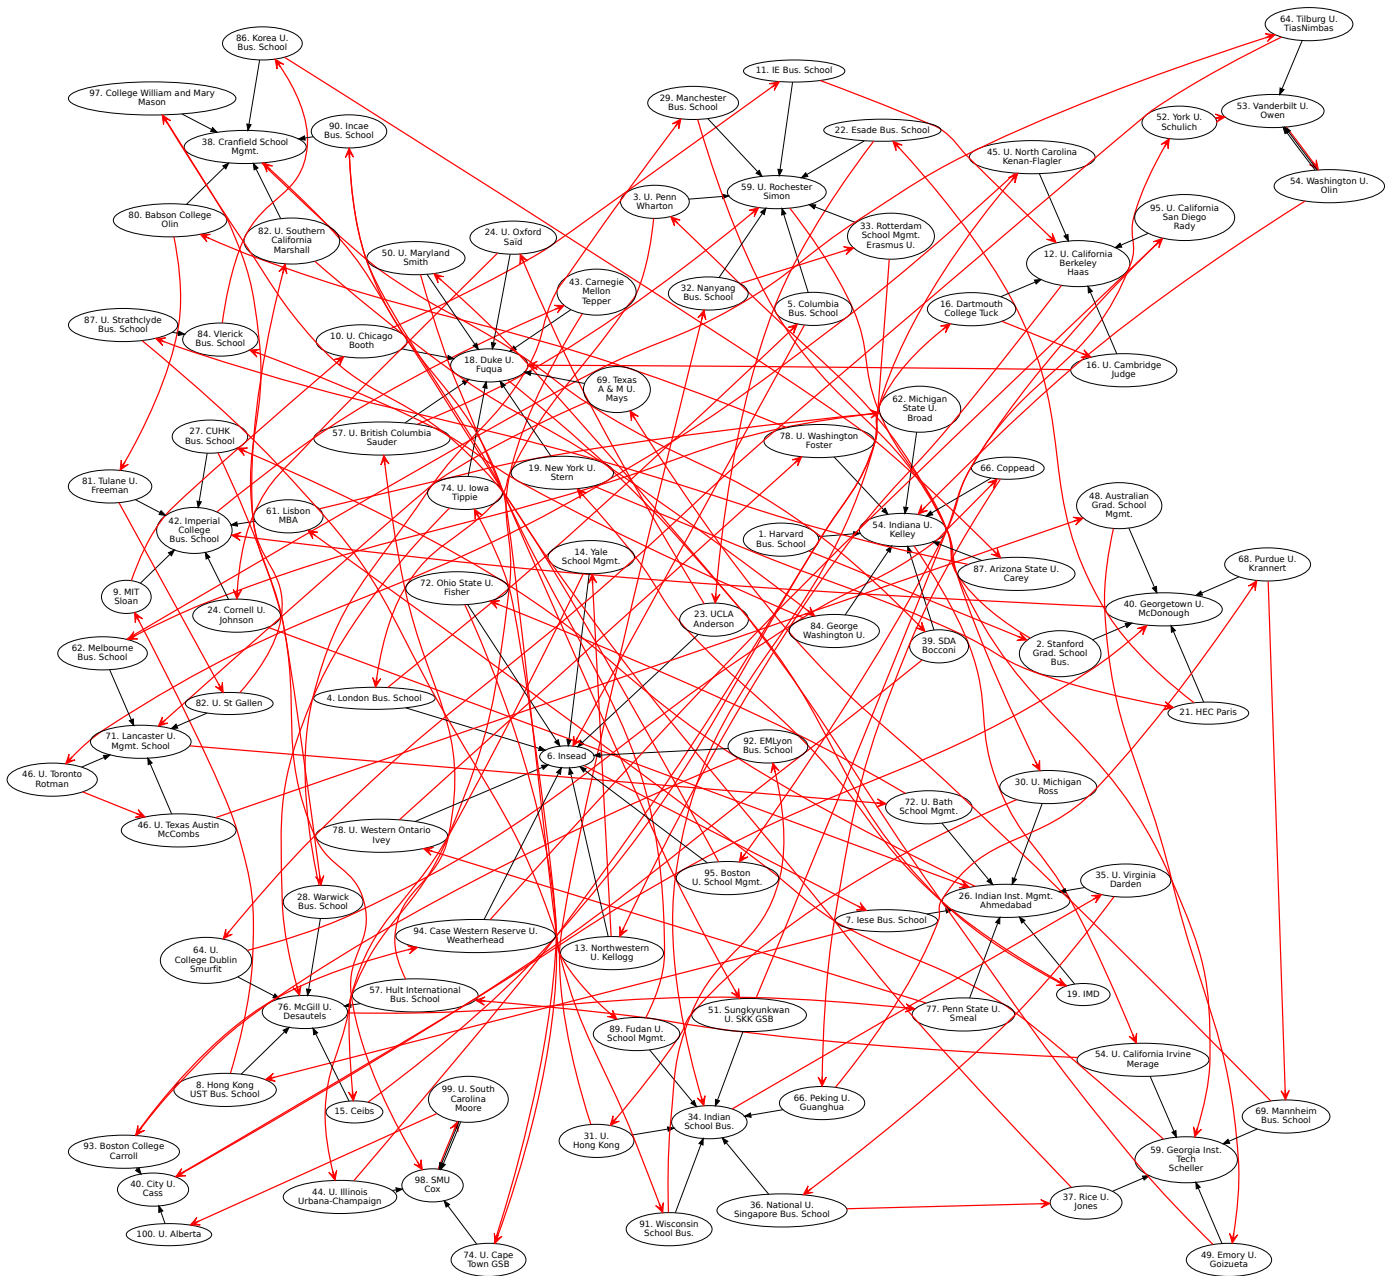 64. Tilburg U.
TiasNimbas
86. Korea U.
Bus. School
11. IE Bus. School
97. College William and Mary
Mason
29. Manchester
Bus. School
53. Vanderbilt U.
Owen
52. York U.
Schulich
90. Incae
Bus. School
22. Esade Bus. School
38. Cranfield School
Mgmt.
45. U. North Carolina
Kenan-Flagler
54. Washington U.
Olin
59. U. Rochester
Simon
3. U. Penn
Wharton
80. Babson College
Olin
95. U. California
San Diego
Rady
82. U. Southern
California
Marshall
24. U. Oxford
Said
33. Rotterdam
School Mgmt.
Erasmus U.
50. U. Maryland
Smith
12. U. California
Berkeley
Haas
43. Carnegie
Mellon
Tepper
32. Nanyang
Bus. School
5. Columbia
Bus. School
16. Dartmouth
College Tuck
87. U. Strathclyde
Bus. School
84. Vlerick
Bus. School
10. U. Chicago
Booth
18. Duke U.
Fuqua
16. U. Cambridge
Judge
69. Texas
A & M U.
Mays
62. Michigan
State U.
Broad
27. CUHK
Bus. School
57. U. British Columbia
Sauder
78. U. Washington
Foster
19. New York U.
Stern
66. Coppead
81. Tulane U.
Freeman
74. U. Iowa
Tippie
48. Australian
Grad. School
Mgmt.
61. Lisbon
MBA
42. Imperial
College
Bus. School
54. Indiana U.
Kelley
1. Harvard
Bus. School
14. Yale
School Mgmt.
68. Purdue U.
Krannert
87. Arizona State U.
Carey
72. Ohio State U.
Fisher
9. MIT
Sloan
24. Cornell U.
Johnson
40. Georgetown U.
McDonough
23. UCLA
Anderson
84. George
Washington U.
39. SDA
Bocconi
62. Melbourne
Bus. School
2. Stanford
Grad. School
Bus.
4. London Bus. School
82. U. St Gallen
21. HEC Paris
71. Lancaster U.
Mgmt. School
92. EMLyon
Bus. School
6. Insead
46. U. Toronto
Rotman
30. U. Michigan
Ross
72. U. Bath
School Mgmt.
46. U. Texas Austin
McCombs
78. U. Western Ontario
Ivey
95. Boston
U. School Mgmt.
35. U. Virginia
Darden
28. Warwick
Bus. School
26. Indian Inst. Mgmt.
Ahmedabad
7. Iese Bus. School
94. Case Western Reserve U.
Weatherhead
13. Northwestern
U. Kellogg
64. U.
College Dublin
Smurfit
57. Hult International
Bus. School
19. IMD
76. McGill U.
Desautels
51. Sungkyunkwan
U. SKK GSB
77. Penn State U.
Smeal
89. Fudan U.
School Mgmt.
54. U. California Irvine
Merage
8. Hong Kong
UST Bus. School
99. U. South
Carolina
Moore
66. Peking U.
Guanghua
15. Ceibs
69. Mannheim
Bus. School
34. Indian
School Bus.
31. U.
Hong Kong
93. Boston College
Carroll
59. Georgia Inst.
Tech
Scheller
98. SMU
Cox
40. City U.
Cass
44. U. Illinois
Urbana-Champaign
37. Rice U.
Jones
36. National U.
Singapore Bus. School
91. Wisconsin
School Bus.
100. U. Alberta
74. U. Cape
Town GSB
49. Emory U.
Goizueta